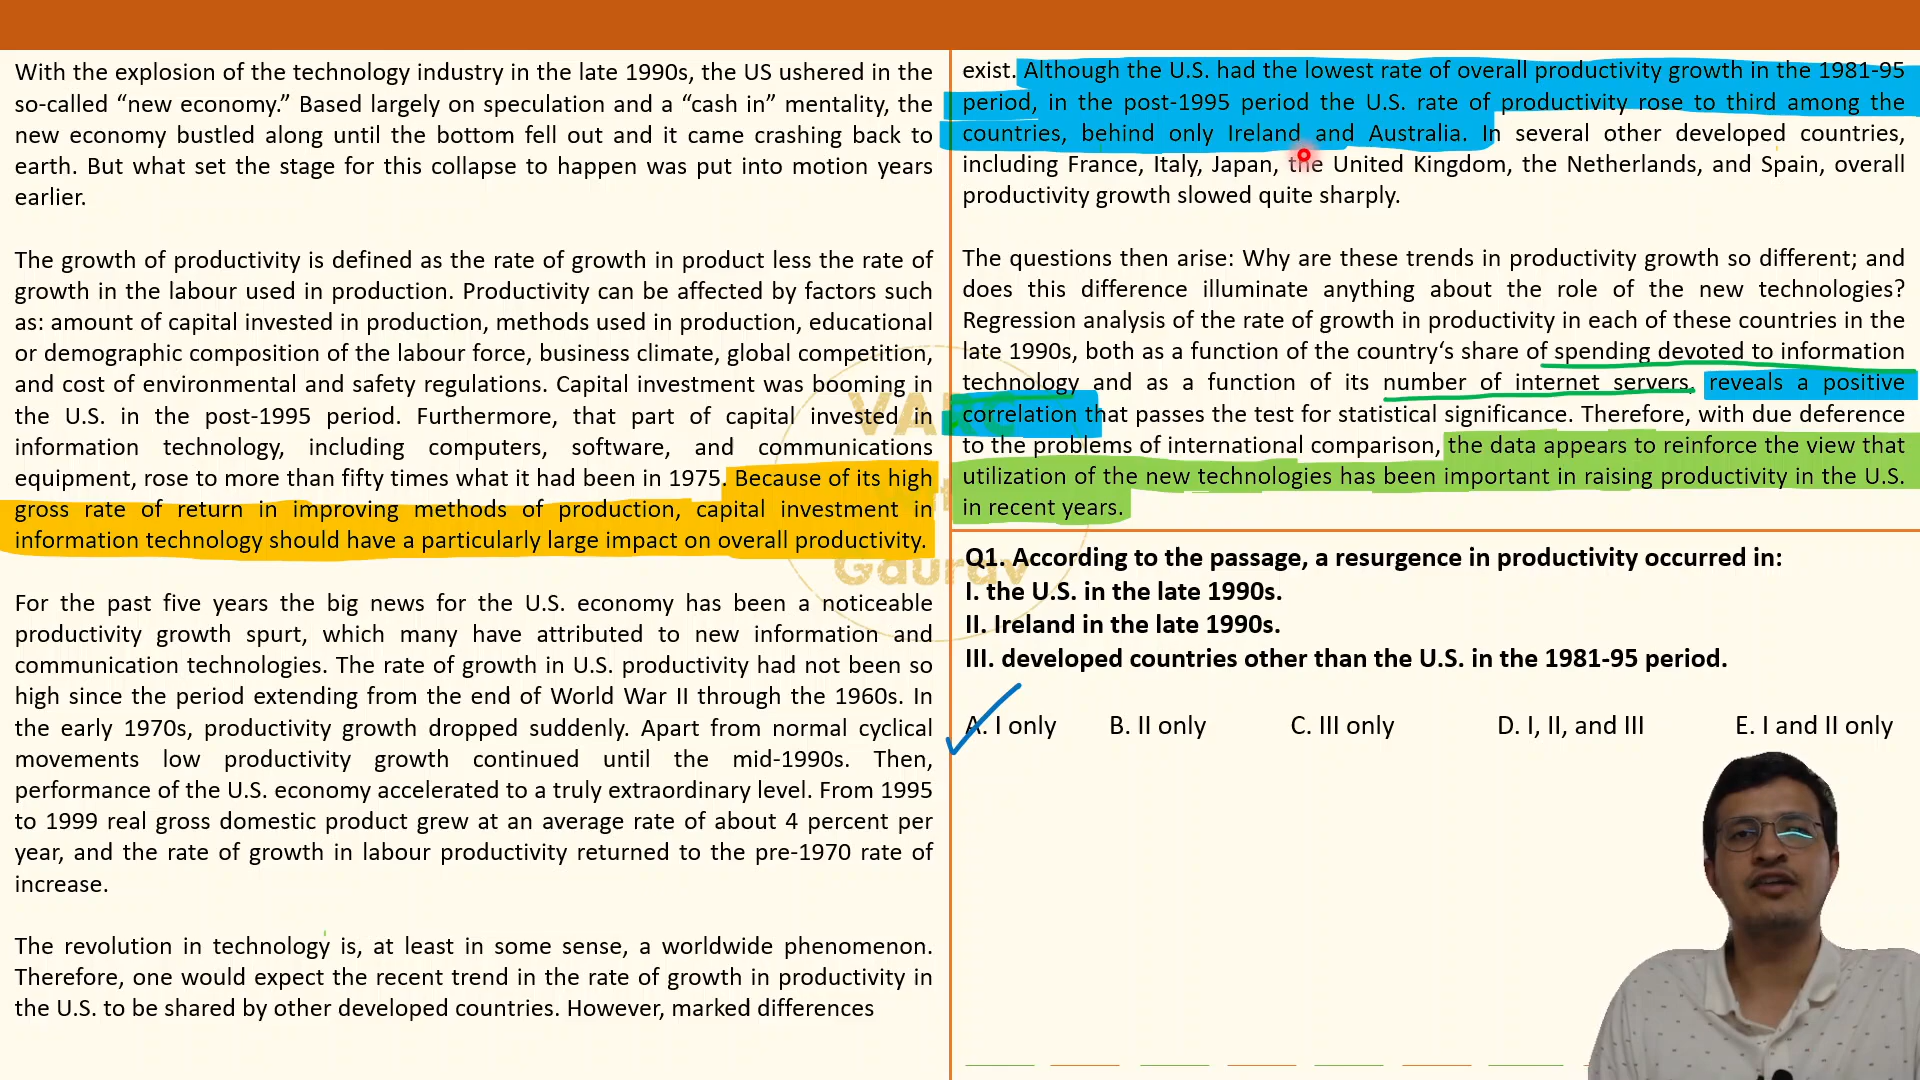 With the explosion of the technology industry in the late 1990s, the US ushered in the
so-called “new economy.” Based largely on speculation and a “cash in” mentality, the
new economy bustled along until the bottom fell out and it came crashing back to
earth. But what set the stage for this collapse to happen was put into motion years
earlier.
The growth of productivity is defined as the rate of growth in product less the rate of
growth in the labour used in production. Productivity can be affected by factors such
as: amount of capital invested in production, methods used in production, educational
or demographic composition of the labour force, business climate, global competition,
and cost of environmental and safety regulations. Capital investment was booming in
the U.S. in the post-1995 period. Furthermore, that part of capital invested in
information technology, including computers, software, and communications
equipment, rose to more than fifty times what it had been in 1975. Because of its high
gross rate of return in improving methods of production, capital investment in
information technology should have a particularly large impact on overall productivity.
For the past five years the big news for the U.S. economy has been a noticeable
productivity growth spurt, which many have attributed to new information and
communication technologies. The rate of growth in U.S. productivity had not been so
high since the period extending from the end of World War II through the 1960s. In
the early 1970s, productivity growth dropped suddenly. Apart from normal cyclical
movements low productivity growth continued until the mid-1990s. Then,
performance of the U.S. economy accelerated to a truly extraordinary level. From 1995
to 1999 real gross domestic product grew at an average rate of about 4 percent per
year, and the rate of growth in labour productivity returned to the pre-1970 rate of
increase.
The revolution in technology is, at least in some sense, a worldwide phenomenon.
Therefore, one would expect the recent trend in the rate of growth in productivity in
the U.S. to be shared by other developed countries. However, marked differences
exist. Although the U.S. had the lowest rate of overall productivity growth in the 1981-95
period, in the post-1995 period the U.S. rate of productivity rose to third among the
countries, behind only Ireland and Australia. In several other developed countries,
including France, Italy, Japan, the United Kingdom, the Netherlands, and Spain, overall
productivity growth slowed quite sharply.
The questions then arise: Why are these trends in productivity growth so different; and
does this difference illuminate anything about the role of the new technologies?
Regression analysis of the rate of growth in productivity in each of these countries in the
late 1990s, both as a function of the country‘s share of spending devoted to information
technology and as a function of its number of internet servers, reveals a positive
correlation that passes the test for statistical significance. Therefore, with due deference
to the problems of international comparison, the data appears to reinforce the view that
utilization of the new technologies has been important in raising productivity in the U.S.
in recent years.
Q1. According to the passage, a resurgence in productivity occurred in:
I. the U.S. in the late 1990s.
II. Ireland in the late 1990s.
III. developed countries other than the U.S. in the 1981-95 period.
A. I only B. II only C. III only D. I, II, and III E. I and II only
Gaurav